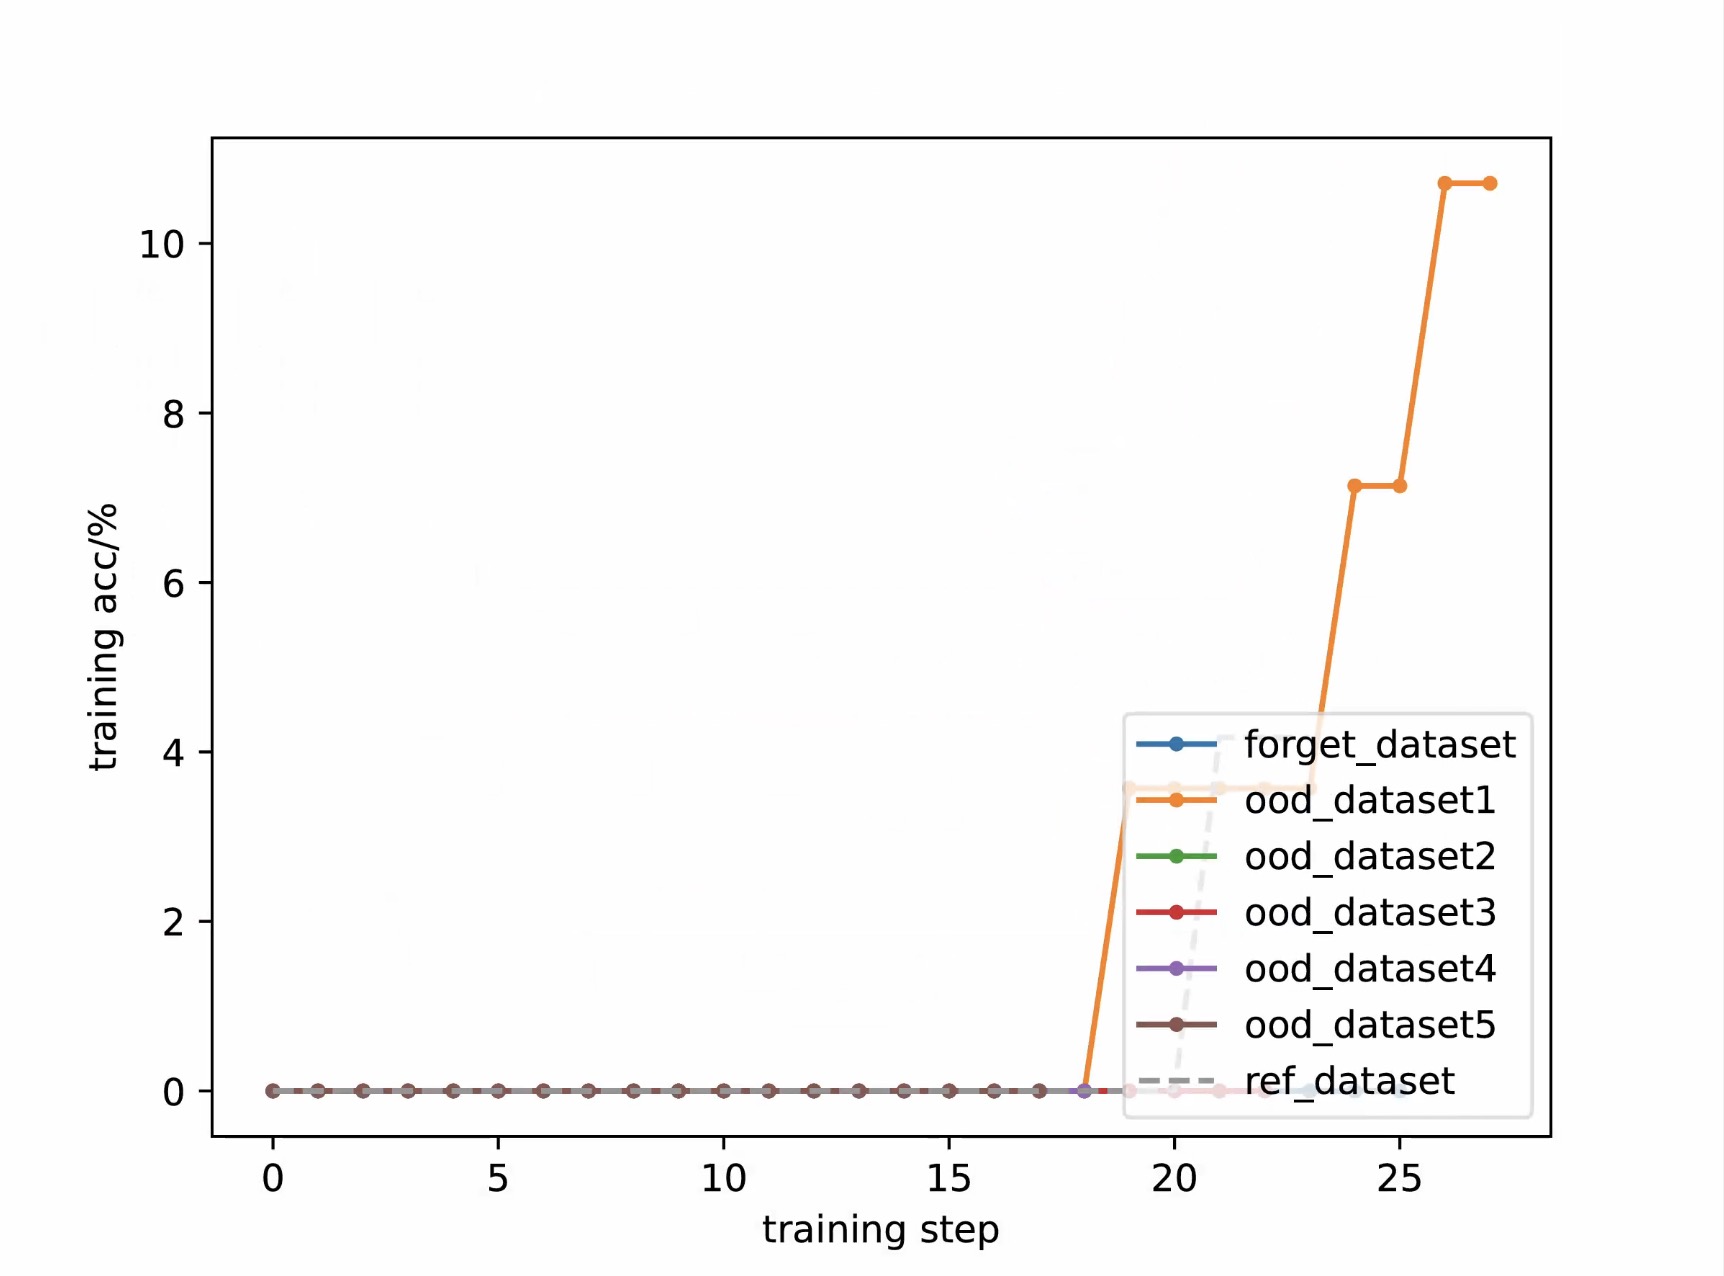 training acc/%
10
8
6
4
2
0
forget_dataset
ood_dataset1
ood_dataset2
ood_dataset3
ood_dataset4
ood_dataset5
ref_dataset
0 5 10 15 20 25
training step